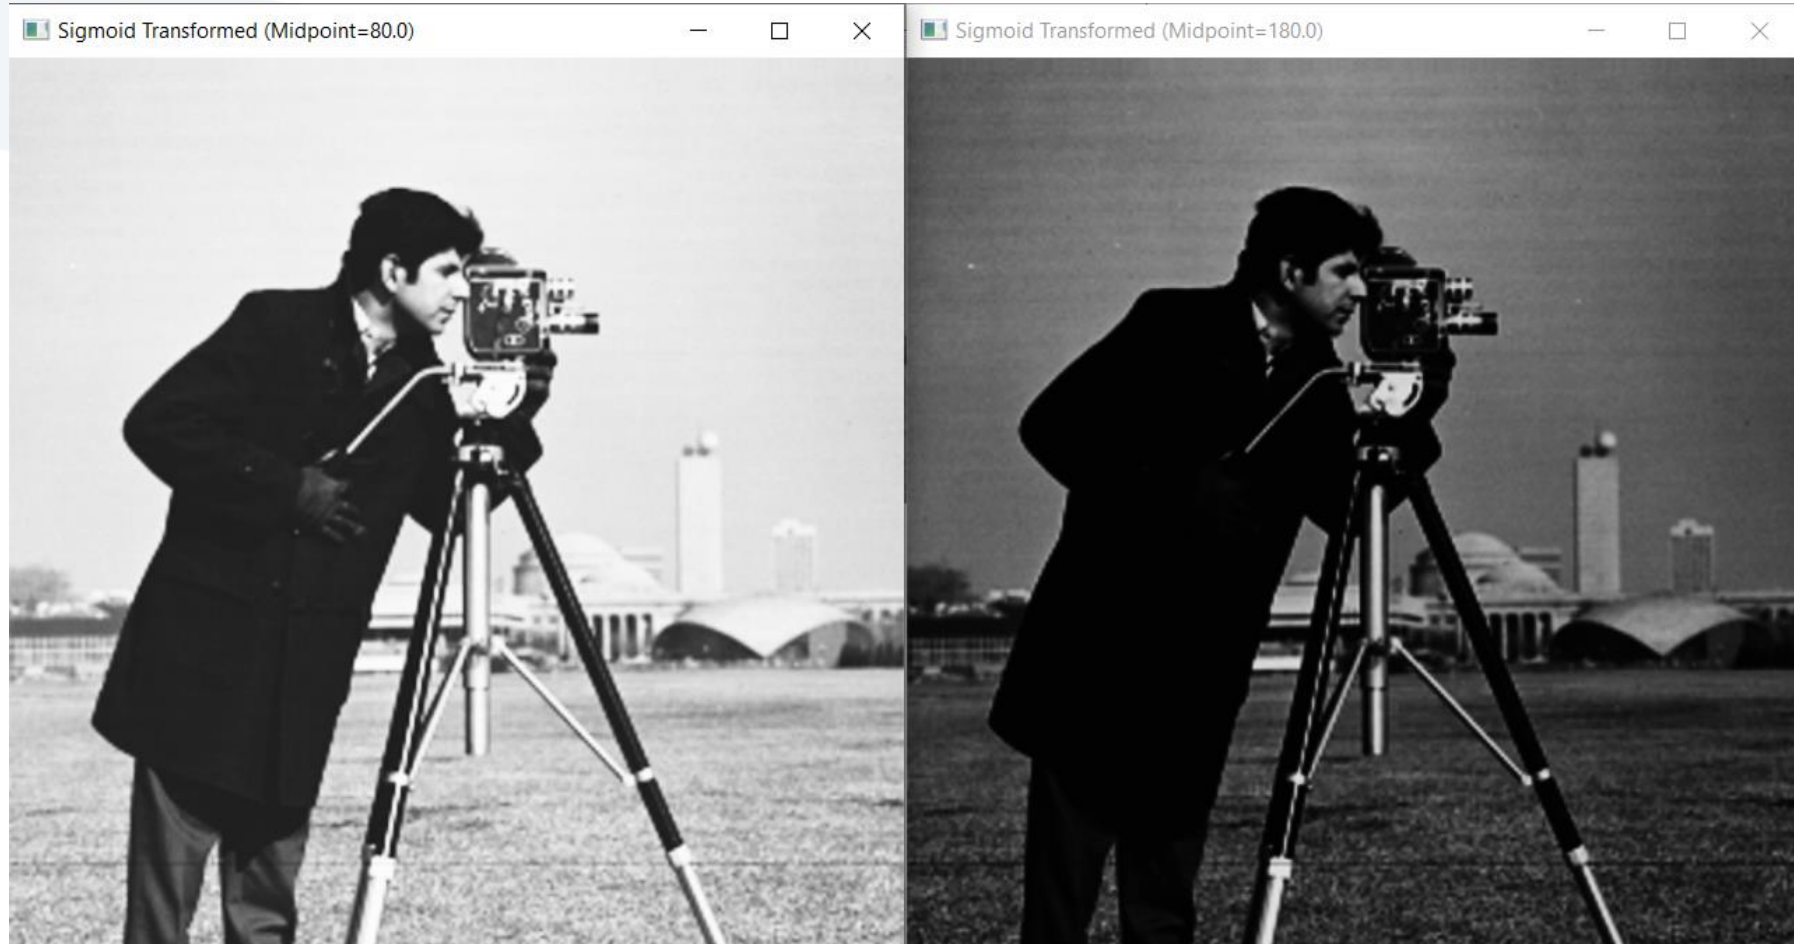 Sigmoid Transformed (Midpoint=80.0)
Sigmoid Transformed (Midpoint=180.0)